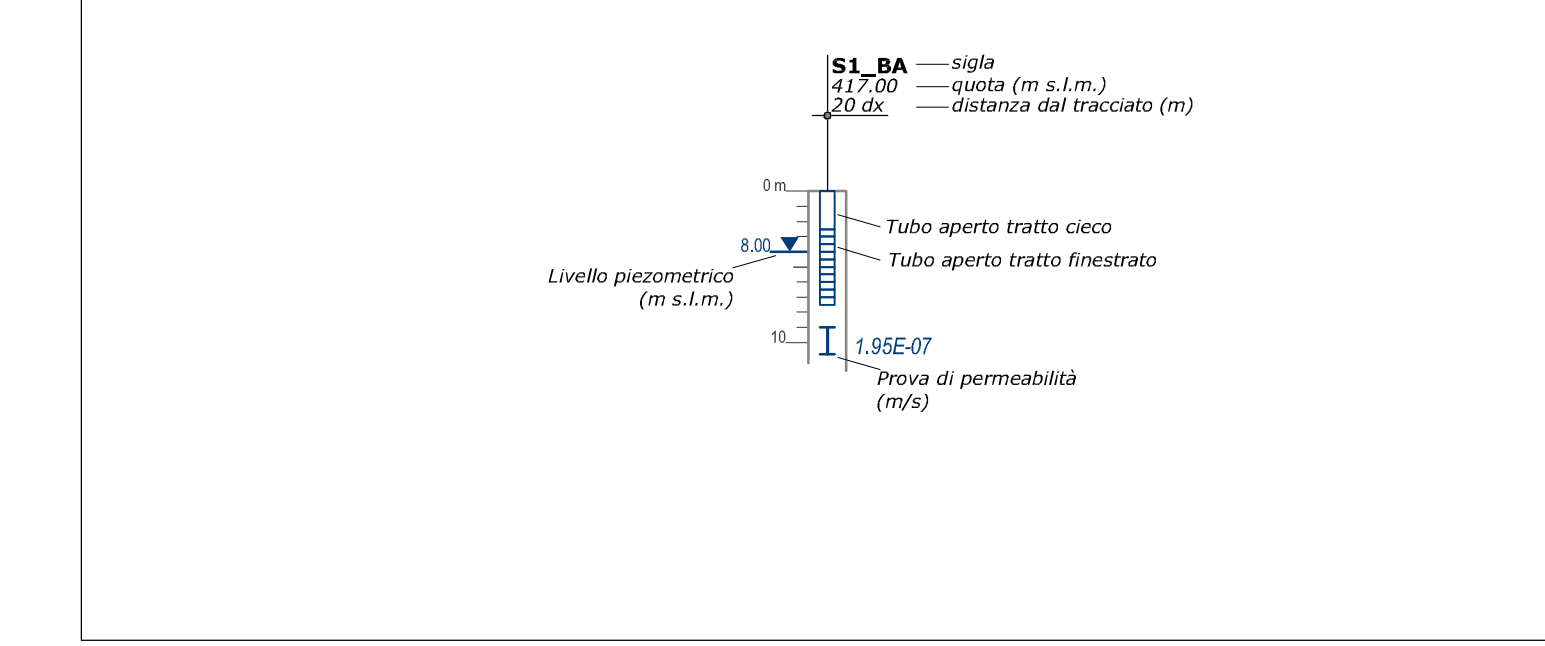 S1_BA sigla
417.00 quota (m s.l.m.)
20 dx distanza dal tracciato (m)
0 m
Tubo aperto tratto cieco
8.00
Tubo aperto tratto finestrato
Livello piezometrico
(m s.l.m.)
10
1.95E-07
Prova di permeabilità
(m/s)